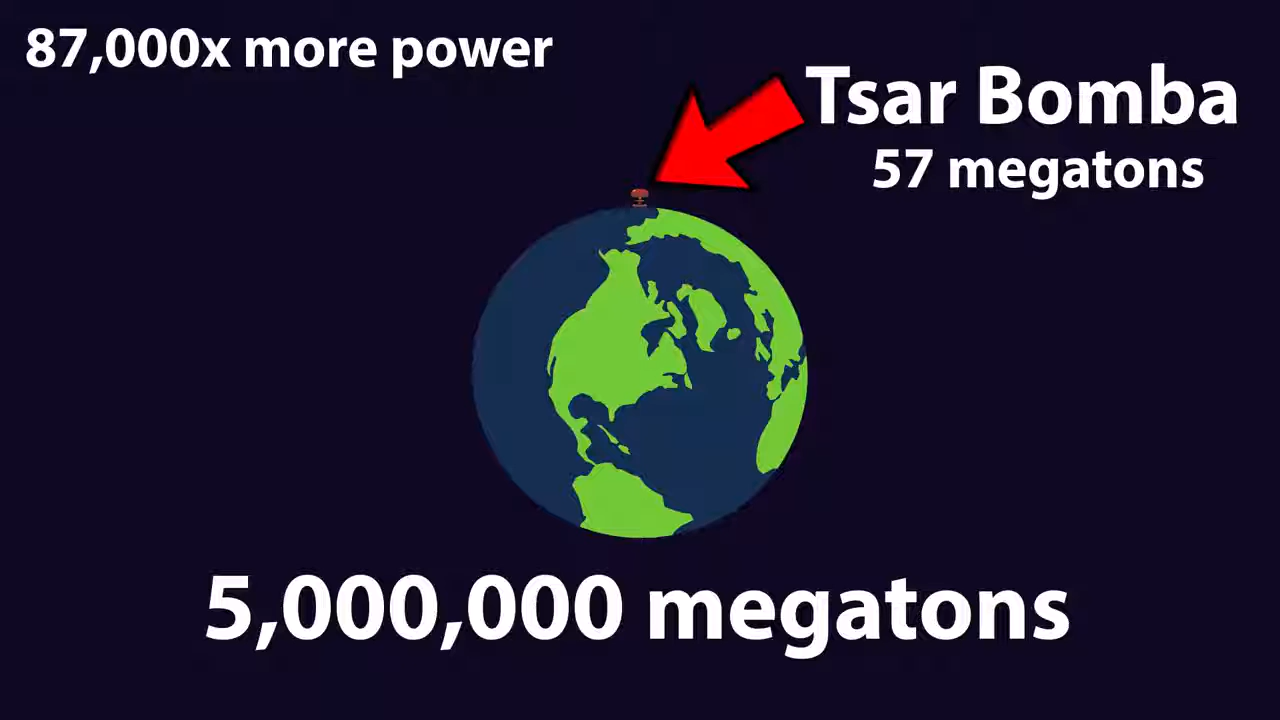 87,000x more power
Tsar Bomba
57 megatons
5,000,000 megatons